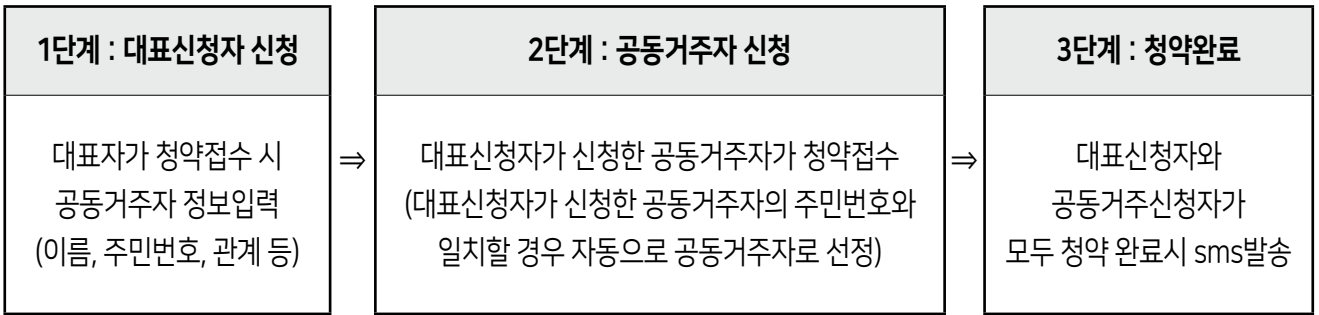 1단계 : 대표신청자 신청
대표자가 청약접수 시
공동거주자 정보입력
(이름, 주민번호, 관계 등)
⇒
2단계 : 공동거주자 신청
대표신청자가 신청한 공동거주자가 청약접수
(대표신청자가 신청한 공동거주자의 주민번호와
일치할 경우 자동으로 공동거주자로 선정)
⇒
3단계 : 청약완료
대표신청자와
공동거주신청자가
모두 청약 완료시 sms발송